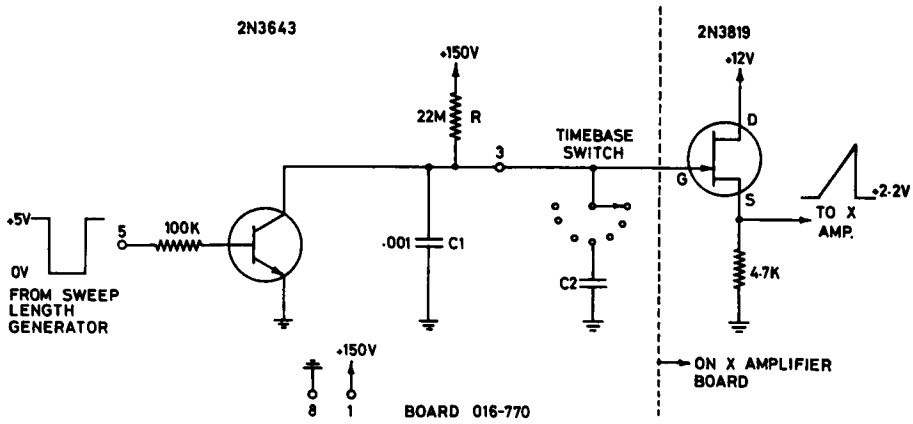 2N3643
2N3819
+150V
+12V
22M
R
D
TIMEBASE
SWITCH
3
G
S
+2·2V
TO X
AMP.
+5V
5
100K
·001
C1
0V
FROM SWEEP
LENGTH
GENERATOR
C2
4·7K
+150V
ON X AMPLIFIER
BOARD
8
1
BOARD 016-770